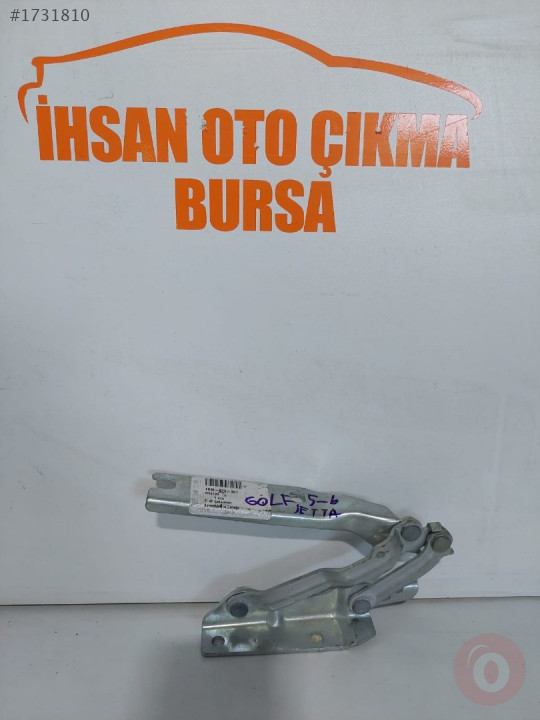 #1731810
İHSAN OTO ÇIKMA
BURSA
GOLF 5-6
JETTA